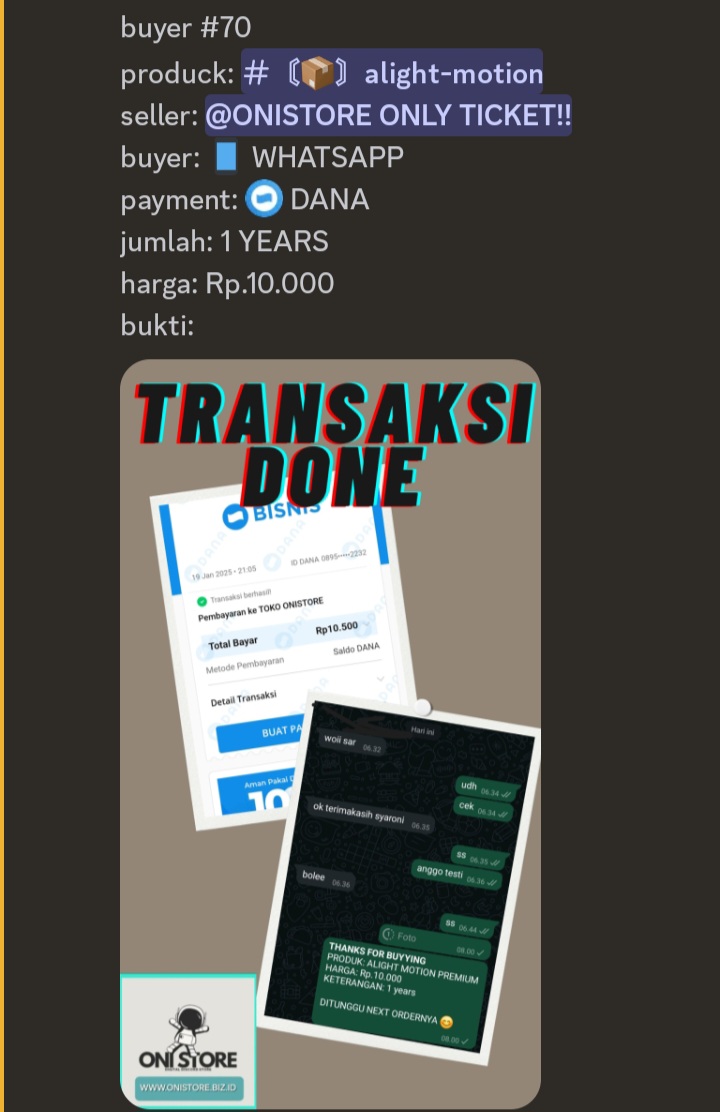 buyer #70
produck: # 〘📦〙alight-motion
seller: @ONISTORE ONLY TICKET!!
buyer: WHATSAPP
payment: DANA
jumlah: 1 YEARS
harga: Rp.10.000
bukti:
TRANSAKSI
DONE
BISNIS
19 Jan 2025 • 21:05
ID DANA 0895•••••2232
Transaksi berhasil!
Pembayaran ke TOKO ONISTORE
Total Bayar
Rp10.500
Metode Pembayaran
Saldo DANA
Detail Transaksi
BUAT PA
Aman Pakai D
Hari ini
woii sar 06.32
udh 06.34
cek 06.34
ok terimakasih syaroni 06.35
ss 06.35
anggo testi 06.36
bolee 06.36
ss 06.44
Foto 08.00
THANKS FOR BUYYING
PRODUK: ALIGHT MOTION PREMIUM
HARGA: Rp.10.000
KETERANGAN: 1 years
DITUNGGU NEXT ORDERNYA 😇
08.00
ONI STORE
WWW.ONISTORE.BIZ.ID